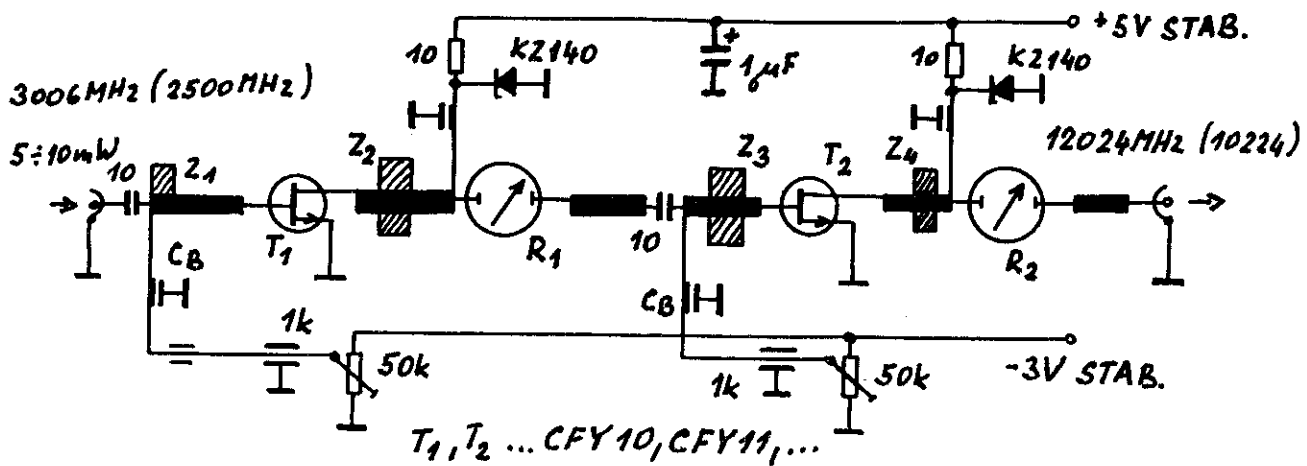 +5V STAB.
10
KZ140
+
1µF
10
KZ140
3006MHz (2500MHz)
5÷10mW
10
Z1
Z2
Z3
T2
Z4
12024MHz (10224)
T1
R1
10
R2
CB
CB
1k
50k
1k
50k
-3V STAB.
T1, T2 ... CFY10, CFY11, ...